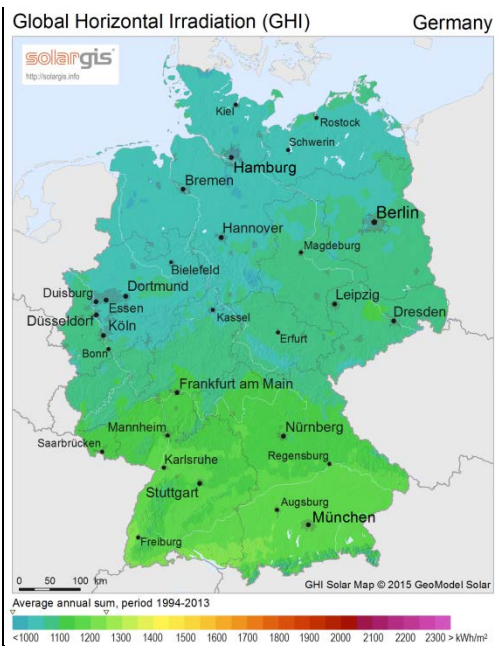 Global Horizontal Irradiation (GHI) Germany
solargis
http://solargis.info
Kiel
Rostock
Schwerin
Hamburg
Bremen
Berlin
Hannover
Magdeburg
Bielefeld
Dortmund
Duisburg
Essen
Leipzig
Düsseldorf
Kassel
Dresden
Köln
Erfurt
Bonn
Frankfurt am Main
Mannheim
Nürnberg
Saarbrücken
Karlsruhe
Regensburg
Stuttgart
Augsburg
München
Freiburg
0 50 100 km
GHI Solar Map © 2015 GeoModel Solar
Average annual sum, period 1994-2013
<1000 1100 1200 1300 1400 1500 1600 1700 1800 1900 2000 2100 2200 2300 > kWh/m²